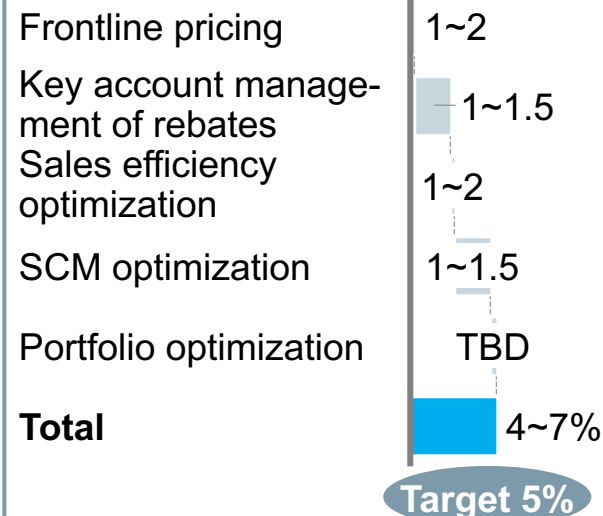 Frontline pricing 1~2
Key account manage-
ment of rebates 1~1.5
Sales efficiency
optimization 1~2
SCM optimization 1~1.5
Portfolio optimization TBD
Total 4~7%
Target 5%